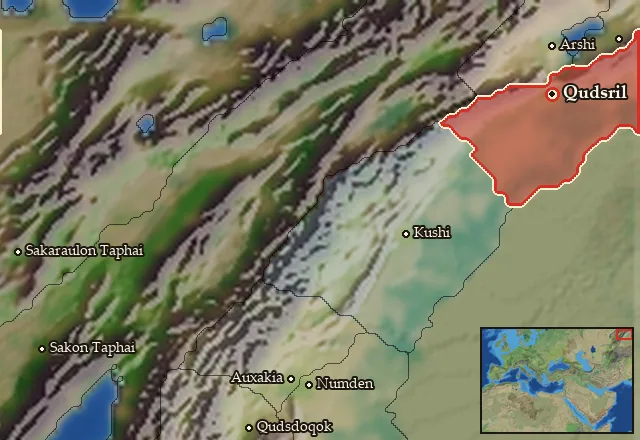 Arshi
Qudsril
Kushi
Sakaraulon Taphai
Sakon Taphai
Auxakia
Numden
Qudsdoqok